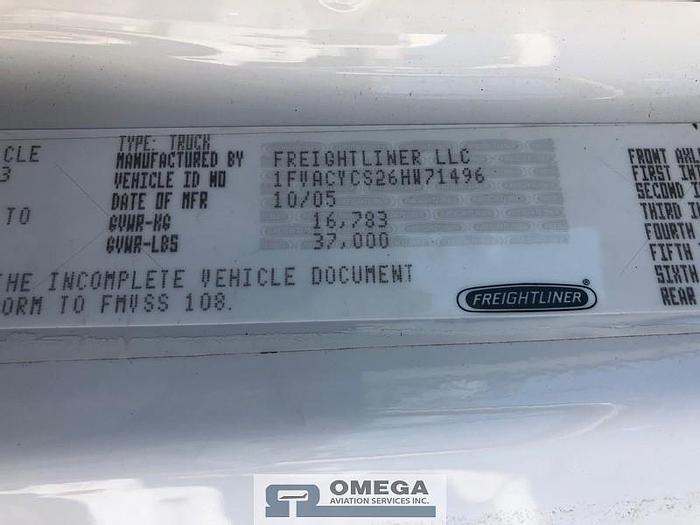 TYPE: TRUCK
CLE MANUFACTURED BY FREIGHTLINER LLC FRONT
3 VEHICLE ID NO 1FVACYCS26HW71496 FIRST
DATE OF MFR 10/05 SECOND
TO GVWR-KG 16,783 THIRD
GVWR-LBS 37,000 FOURTH
FIFTH
THE INCOMPLETE VEHICLE DOCUMENT SIXTH
ORM TO FMVSS 108. FREIGHTLINER ® REAR
OMEGA
AVIATION SERVICES INC.